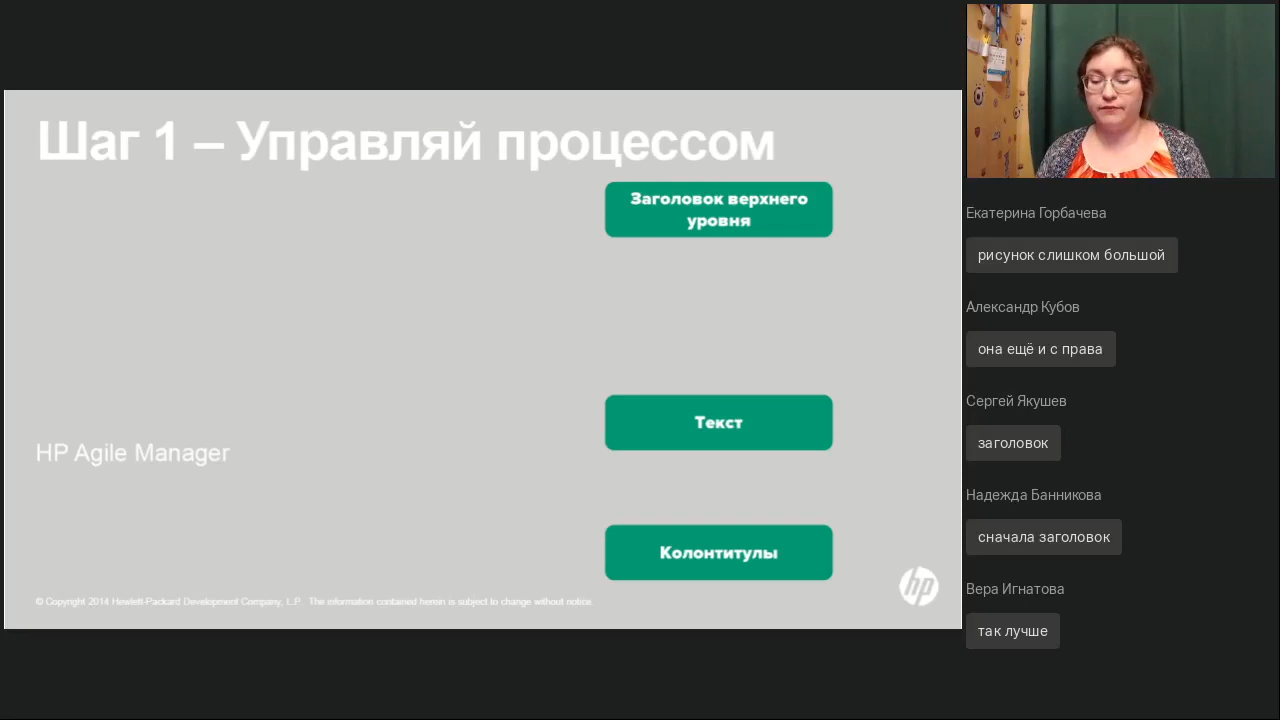 Шаг 1 – Управляй процессом
Заголовок верхнего
уровня
Текст
HP Agile Manager
Колонтитулы
hp
© Copyright 2014 Hewlett-Packard Development Company, L.P. The information contained herein is subject to change without notice.
Екатерина Горбачева
рисунок слишком большой
Александр Кубов
она ещё и с права
Сергей Якушев
заголовок
Надежда Банникова
сначала заголовок
Вера Игнатова
так лучше